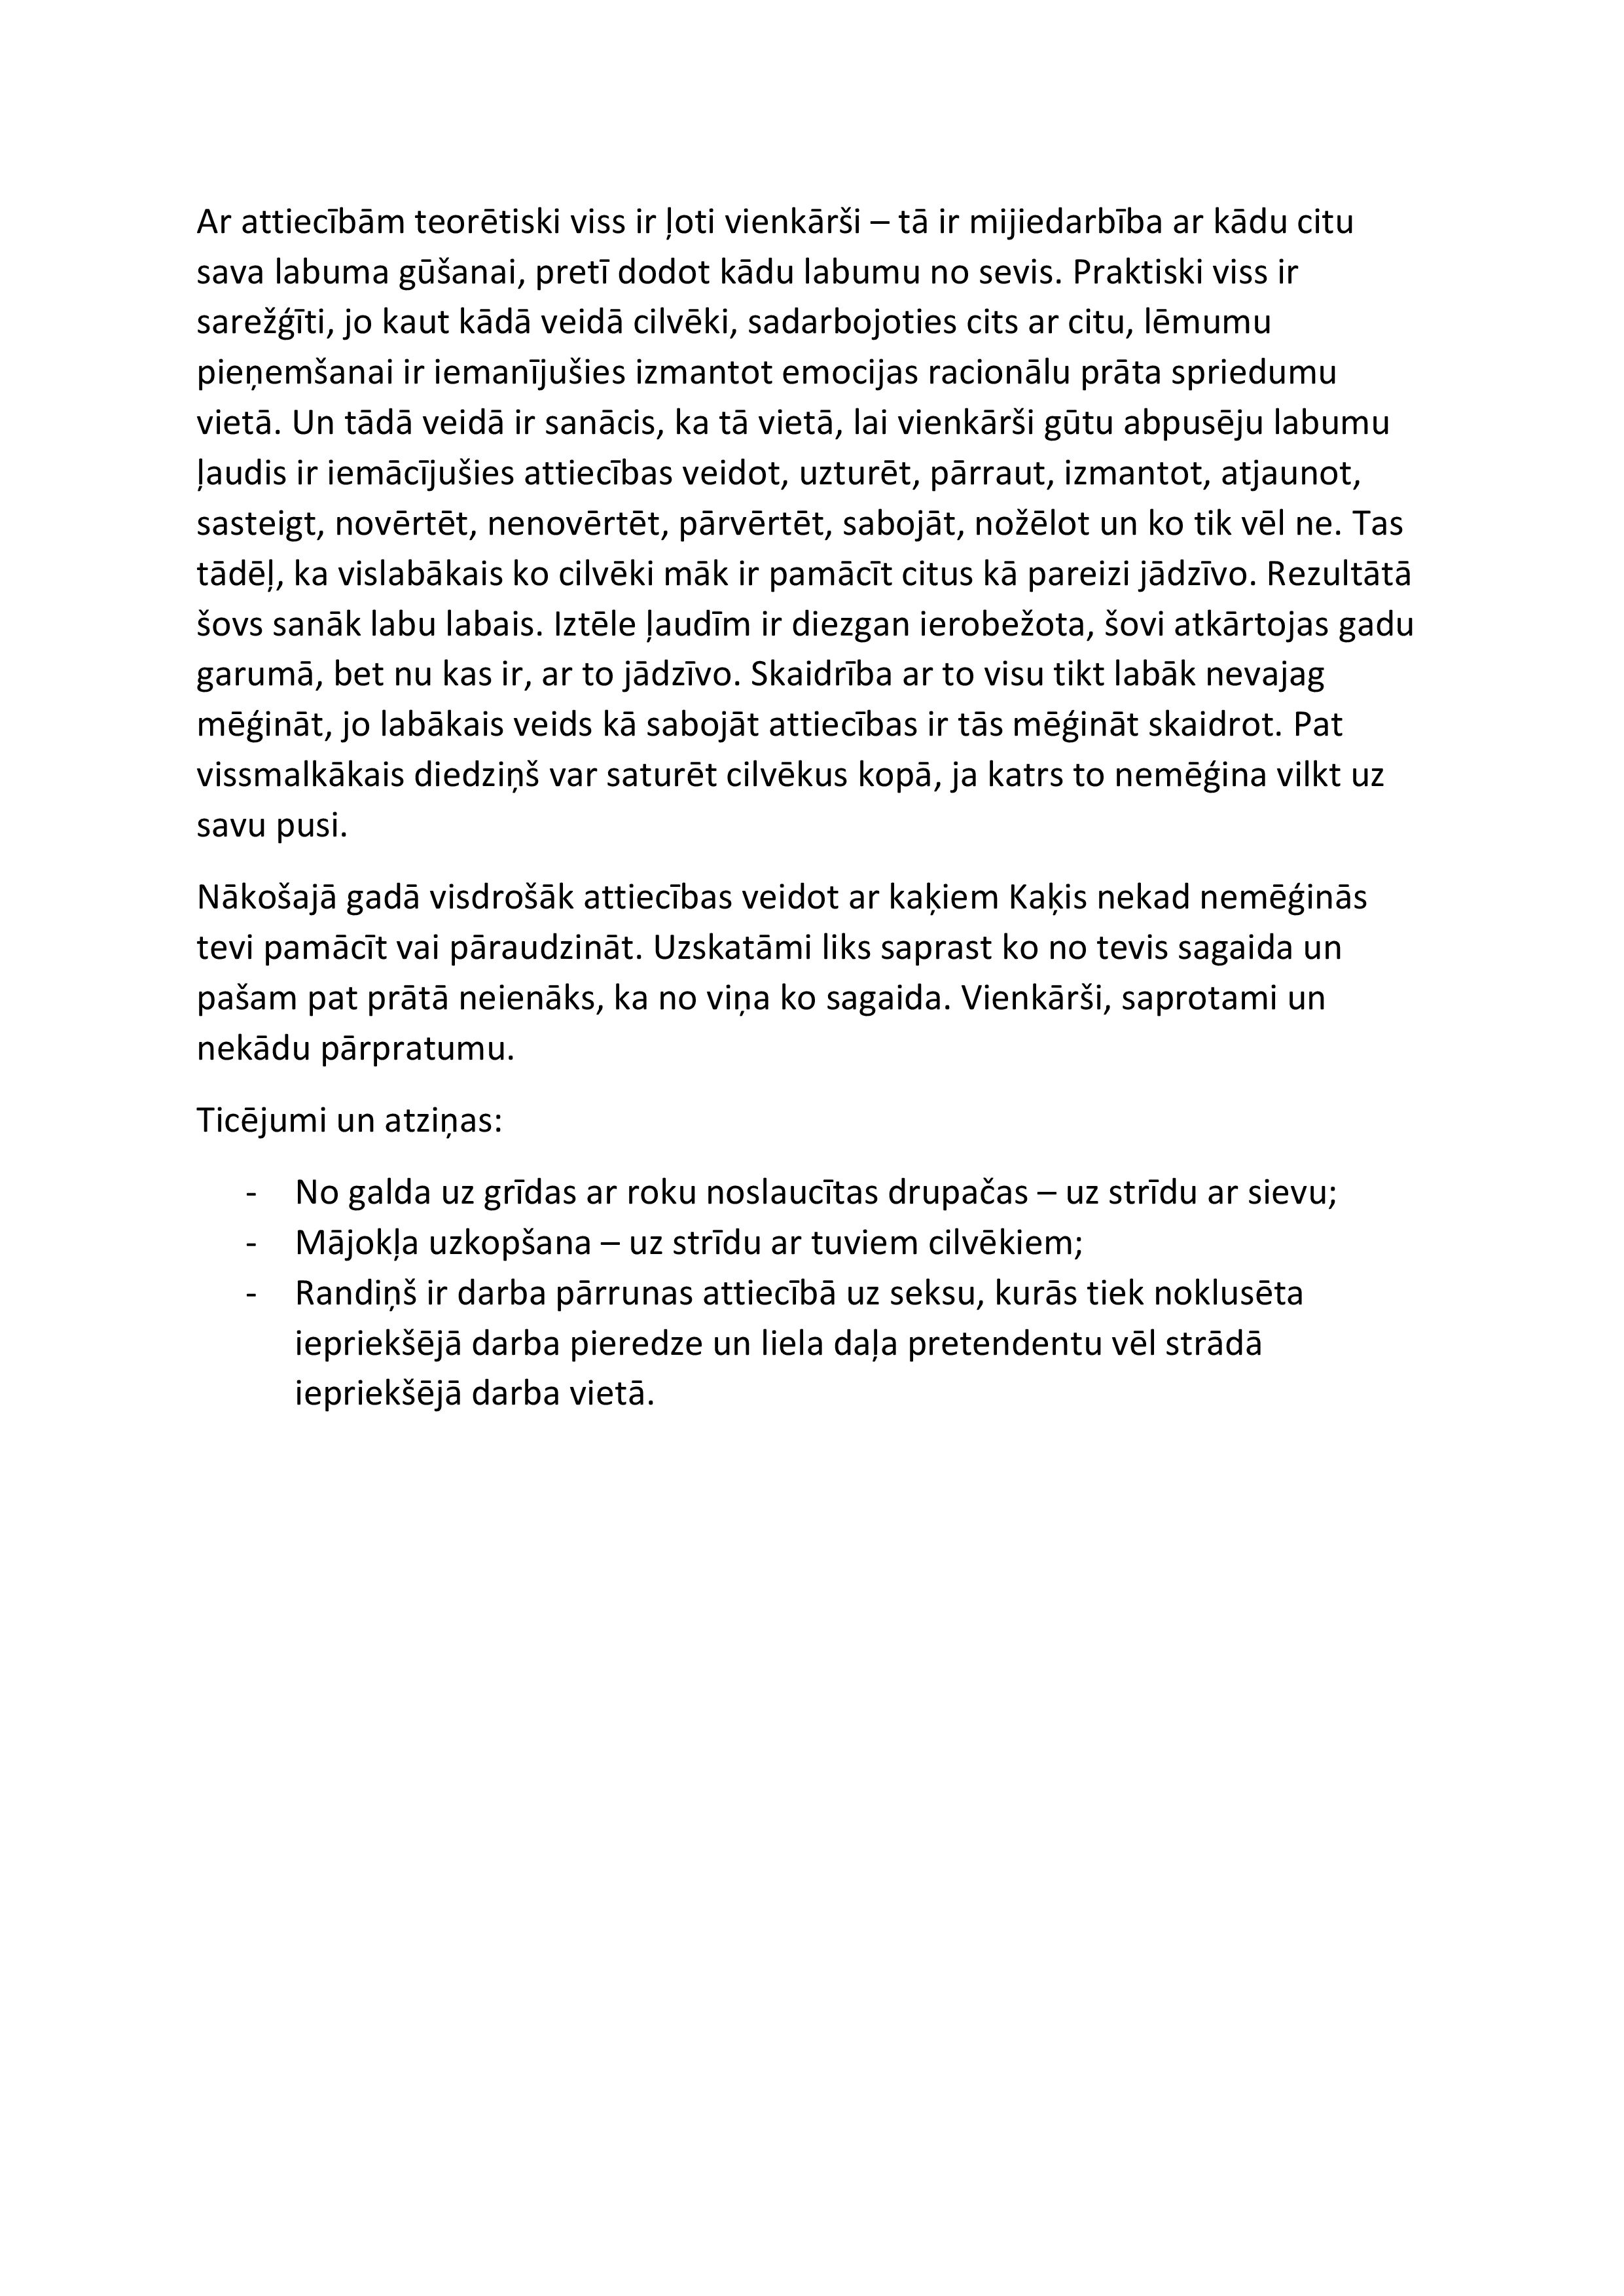 Ar attiecībām teorētiski viss ir ļoti vienkārši – tā ir mijiedarbība ar kādu citu
sava labuma gūšanai, pretī dodot kādu labumu no sevis. Praktiski viss ir
sarežģīti, jo kaut kādā veidā cilvēki, sadarbojoties cits ar citu, lēmumu
pieņemšanai ir iemanījušies izmantot emocijas racionālu prāta spriedumu
vietā. Un tādā veidā ir sanācis, ka tā vietā, lai vienkārši gūtu abpusēju labumu
ļaudis ir iemācījušies attiecības veidot, uzturēt, pārraut, izmantot, atjaunot,
sasteigt, novērtēt, nenovērtēt, pārvērtēt, sabojāt, nožēlot un ko tik vēl ne. Tas
tādēļ, ka vislabākais ko cilvēki māk ir pamācīt citus kā pareizi jādzīvo. Rezultātā
šovs sanāk labu labais. Iztēle ļaudīm ir diezgan ierobežota, šovi atkārtojas gadu
garumā, bet nu kas ir, ar to jādzīvo. Skaidrība ar to visu tikt labāk nevajag
mēģināt, jo labākais veids kā sabojāt attiecības ir tās mēģināt skaidrot. Pat
vissmalkākais diedziņš var saturēt cilvēkus kopā, ja katrs to nemēģina vilkt uz
savu pusi.
Nākošajā gadā visdrošāk attiecības veidot ar kaķiem Kaķis nekad nemēģinās
tevi pamācīt vai pāraudzināt. Uzskatāmi liks saprast ko no tevis sagaida un
pašam pat prātā neienāks, ka no viņa ko sagaida. Vienkārši, saprotami un
nekādu pārpratumu.
Ticējumi un atziņas:
- No galda uz grīdas ar roku noslaucītas drupačas – uz strīdu ar sievu;
- Mājokļa uzkopšana – uz strīdu ar tuviem cilvēkiem;
- Randiņš ir darba pārrunas attiecībā uz seksu, kurās tiek noklusēta
iepriekšējā darba pieredze un liela daļa pretendentu vēl strādā
iepriekšējā darba vietā.